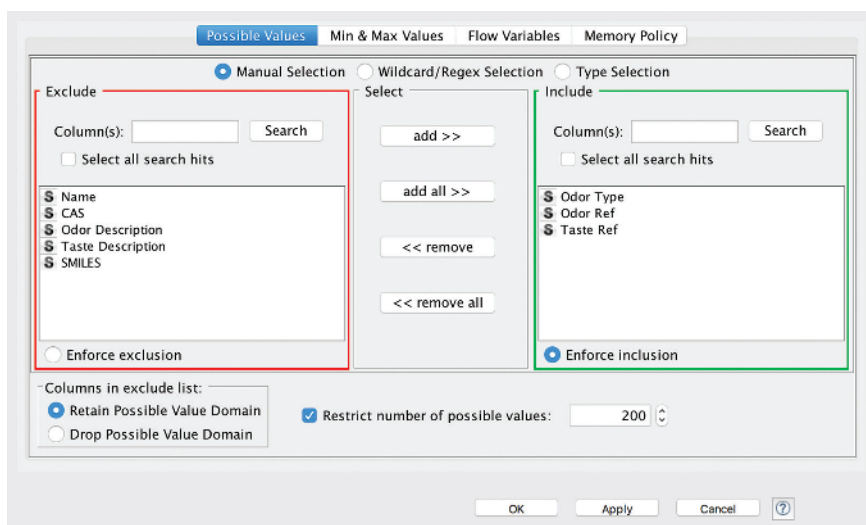 Possible Values Min & Max Values Flow Variables Memory Policy
Manual Selection Wildcard/Regex Selection Type Selection
Exclude
Column(s): Search
Select all search hits
S Name
S CAS
S Odor Description
S Taste Description
S SMILES
Enforce exclusion
Select
add >>
add all >>
<< remove
<< remove all
Include
Column(s): Search
Select all search hits
S Odor Type
S Odor Ref
S Taste Ref
Enforce inclusion
Columns in exclude list:
Retain Possible Value Domain
Drop Possible Value Domain
Restrict number of possible values: 200
OK Apply Cancel ?